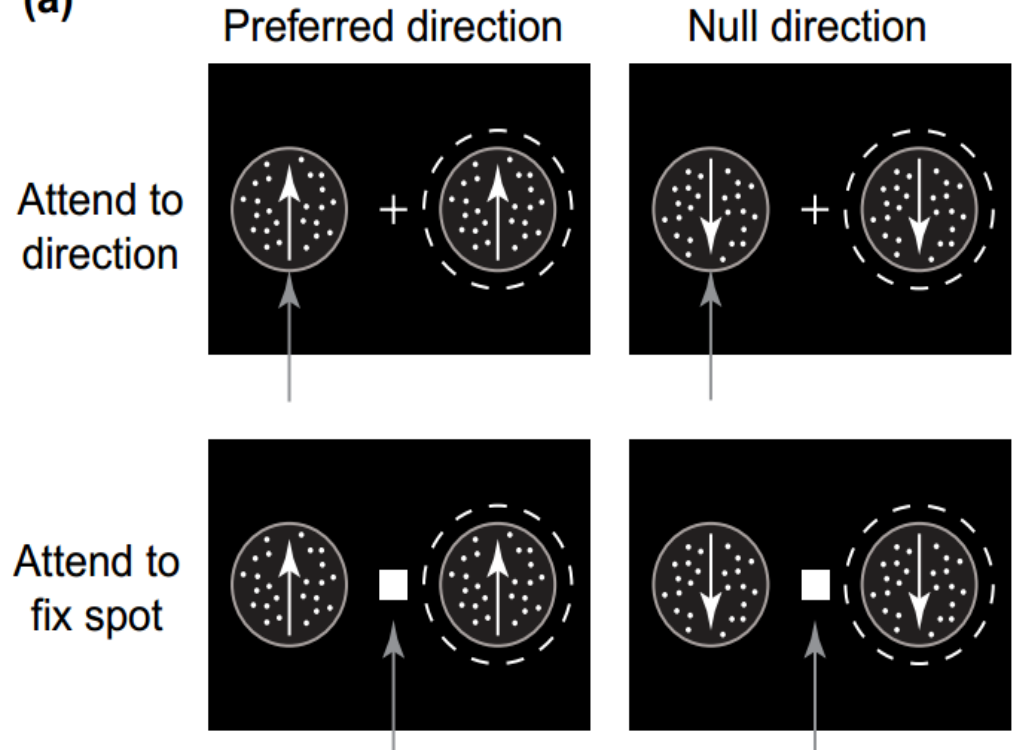 (a)
Preferred direction
Null direction
Attend to
direction
Attend to
fix spot